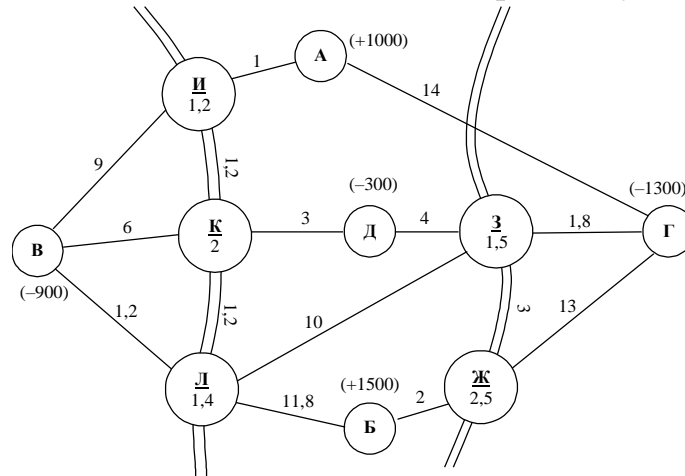 А
(+1000)
И
1,2
1
14
9
1,2
(–300)
(–1300)
К
2
6
3
Д
4
З
1,5
1,8
Г
В
(–900)
1,2
1,2
10
3
13
Л
1,4
11,8
(+1500)
Б
2
Ж
2,5